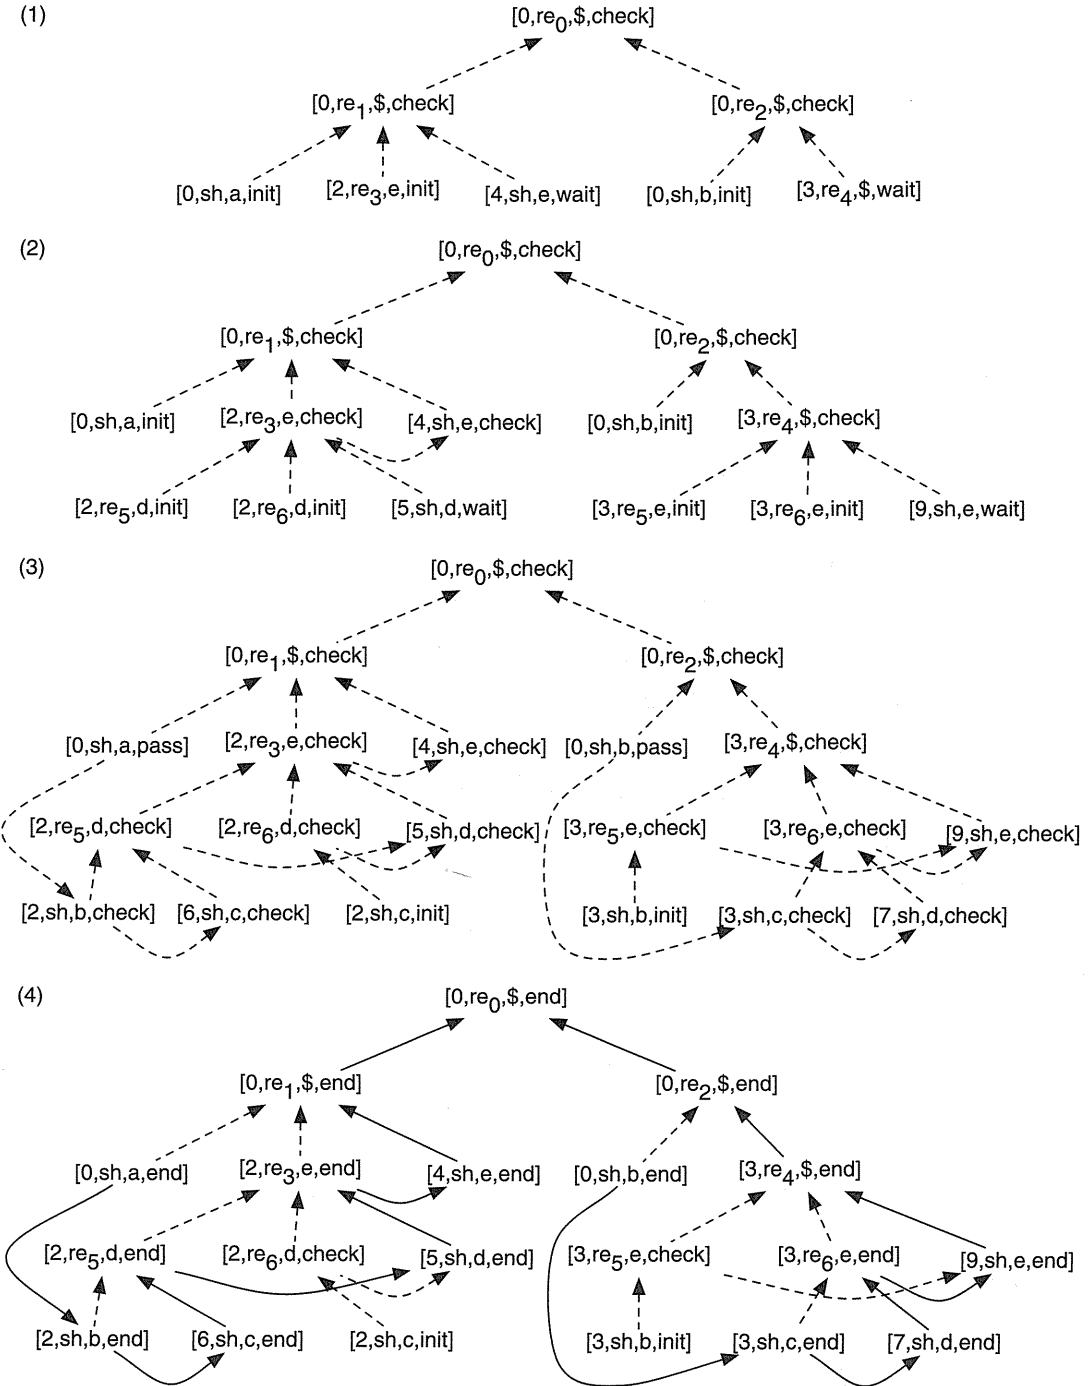 (1)
[0,re0,$,check]
[0,re1,$,check] [0,re2,$,check]
[0,sh,a,init] [2,re3,e,init] [4,sh,e,wait] [0,sh,b,init] [3,re4,$,wait]
(2)
[0,re0,$,check]
[0,re1,$,check] [0,re2,$,check]
[0,sh,a,init] [2,re3,e,check] [4,sh,e,check] [0,sh,b,init] [3,re4,$,check]
[2,re5,d,init] [2,re6,d,init] [5,sh,d,wait] [3,re5,e,init] [3,re6,e,init] [9,sh,e,wait]
(3)
[0,re0,$,check]
[0,re1,$,check] [0,re2,$,check]
[0,sh,a,pass] [2,re3,e,check] [4,sh,e,check] [0,sh,b,pass] [3,re4,$,check]
[2,re5,d,check] [2,re6,d,check] [5,sh,d,check] [3,re5,e,check] [3,re6,e,check] [9,sh,e,check]
[2,sh,b,check] [6,sh,c,check] [2,sh,c,init] [3,sh,b,init] [3,sh,c,check] [7,sh,d,check]
(4)
[0,re0,$,end]
[0,re1,$,end] [0,re2,$,end]
[0,sh,a,end] [2,re3,e,end] [4,sh,e,end] [0,sh,b,end] [3,re4,$,end]
[2,re5,d,end] [2,re6,d,check] [5,sh,d,end] [3,re5,e,check] [3,re6,e,end] [9,sh,e,end]
[2,sh,b,end] [6,sh,c,end] [2,sh,c,init] [3,sh,b,init] [3,sh,c,end] [7,sh,d,end]